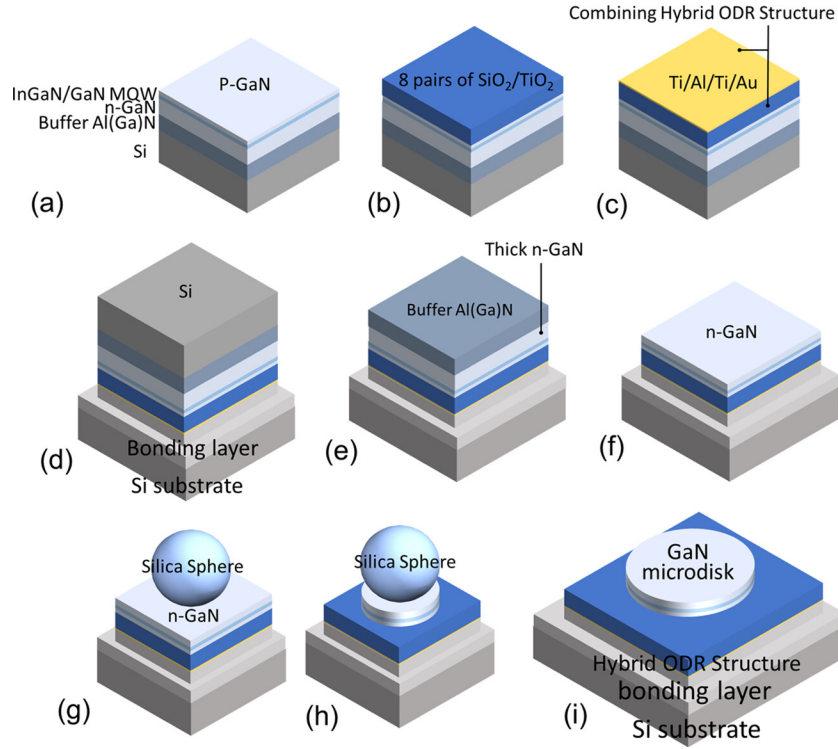 Combining Hybrid ODR Structure
P-GaN
8 pairs of SiO₂/TiO₂
Ti/Al/Ti/Au
InGaN/GaN MQW
n-GaN
Buffer Al(Ga)N
Si
(a)
(b)
(c)
Thick n-GaN
Si
Buffer Al(Ga)N
n-GaN
(d)
Bonding layer
Si substrate
(e)
(f)
Silica Sphere
n-GaN
(g)
Silica Sphere
(h)
GaN
microdisk
Hybrid ODR Structure
bonding layer
Si substrate
(i)